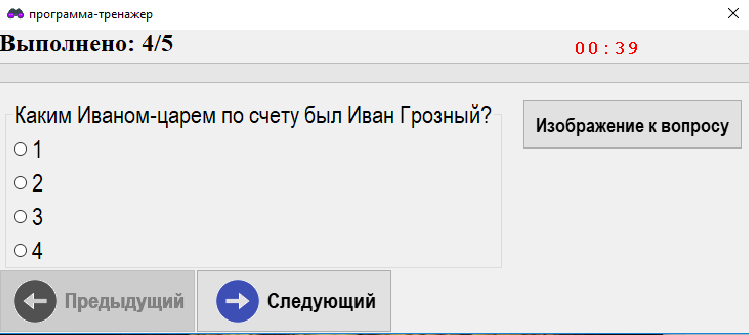 программа-тренажер
Выполнено: 4/5
00:39
Каким Иваном-царем по счету был Иван Грозный?
Изображение к вопросу
1
2
3
4
Предыдущий
Следующий